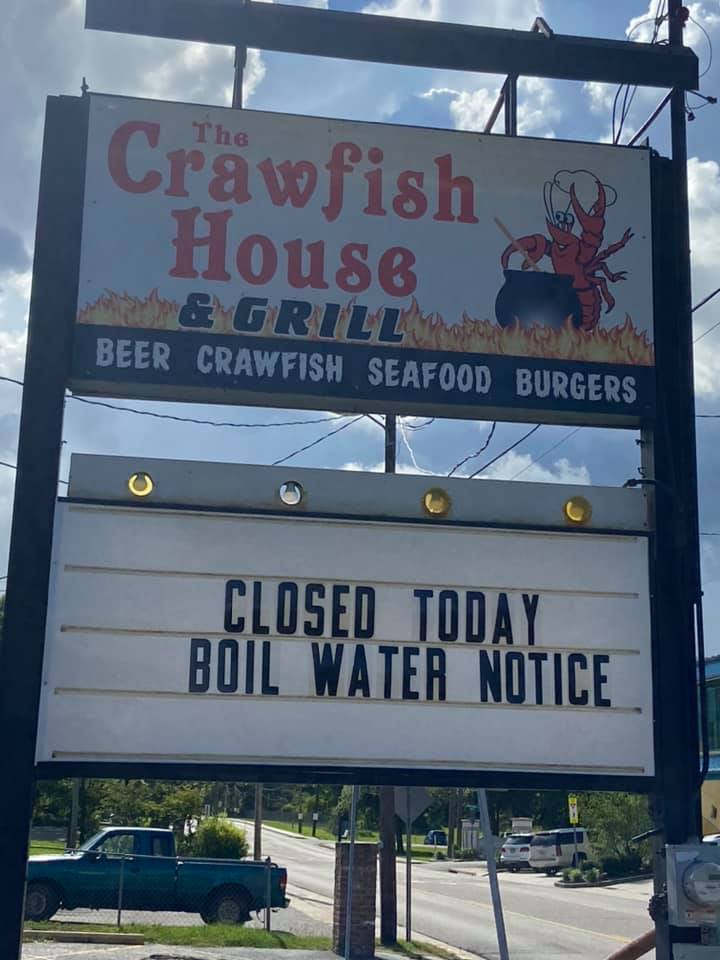 The
Crawfish
House
& GRILL
BEER CRAWFISH SEAFOOD BURGERS
CLOSED TODAY
BOIL WATER NOTICE